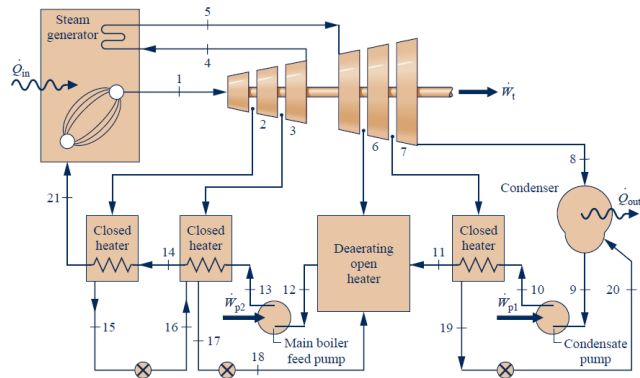 Steam
generator
5
4
Q̇in
1
Ẇt
2
3
6
7
8
Condenser
Q̇out
21
Closed
heater
14
Closed
heater
13
12
Deaerating
open
heater
11
Closed
heater
10
9
20
Ẇp2
Ẇp1
15
16
17
18
19
Main boiler
feed pump
Condensate
pump